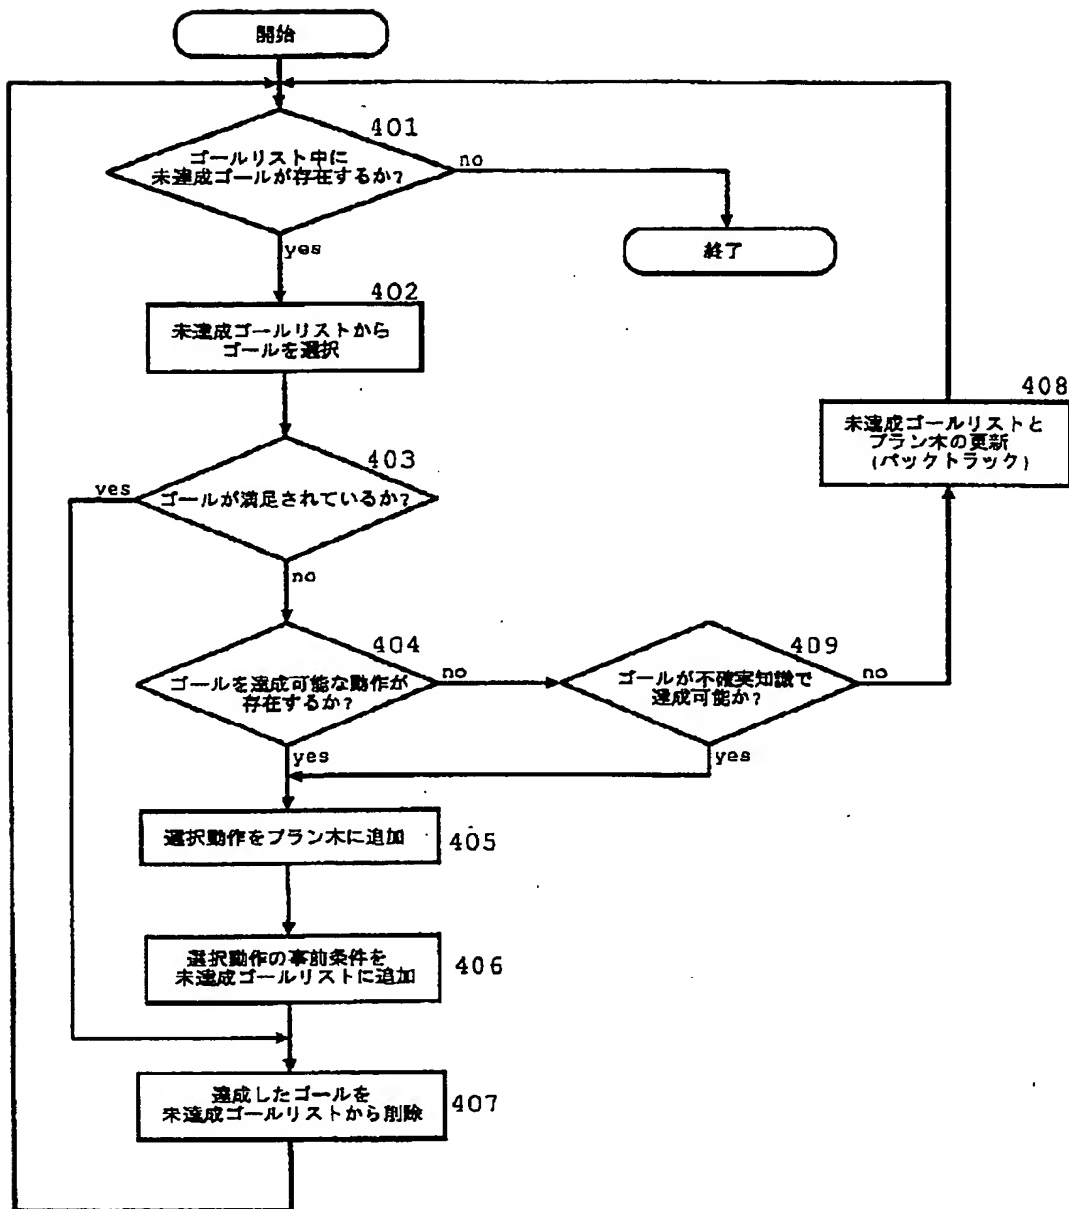 開始
401
ゴールリスト中に
未達成ゴールが存在するか?
no
終了
yes
402
未達成ゴールリストから
ゴールを選択
408
未達成ゴールリストと
プラン木の更新
(バックトラック)
403
yes
ゴールが満足されているか?
no
404
ゴールを達成可能な動作が
存在するか?
no
409
ゴールが不確実知識で
達成可能か?
no
yes
yes
選択動作をプラン木に追加
405
選択動作の事前条件を
未達成ゴールリストに追加
406
達成したゴールを
未達成ゴールリストから削除
407